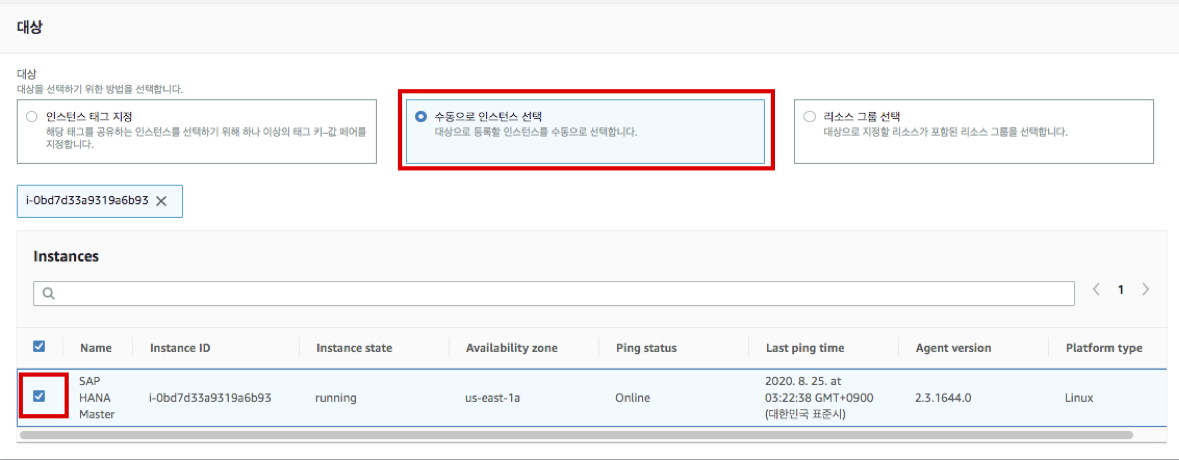 대상
대상
대상을 선택하기 위한 방법을 선택합니다.
인스턴스 태그 지정
해당 태그를 공유하는 인스턴스를 선택하기 위해 하나 이상의 태그 키–값 페어를
지정합니다.
수동으로 인스턴스 선택
대상으로 등록할 인스턴스를 수동으로 선택합니다.
리소스 그룹 선택
대상으로 지정할 리소스가 포함된 리소스 그룹을 선택합니다.
i-0bd7d33a9319a6b93
Instances
1
Name Instance ID Instance state Availability zone Ping status Last ping time Agent version Platform type
SAP
HANA
Master
i-0bd7d33a9319a6b93 running us-east-1a Online
2020. 8. 25. at
03:22:38 GMT+0900
(대한민국 표준시)
2.3.1644.0 Linux